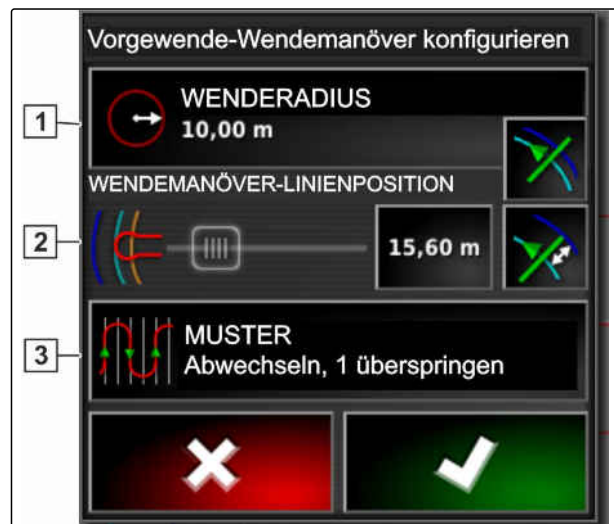 Vorgewende-Wendemanöver konfigurieren
1
WENDERADIUS
10,00 m
WENDEMANÖVER-LINIENPOSITION
2
15,60 m
3
MUSTER
Abwechseln, 1 überspringen